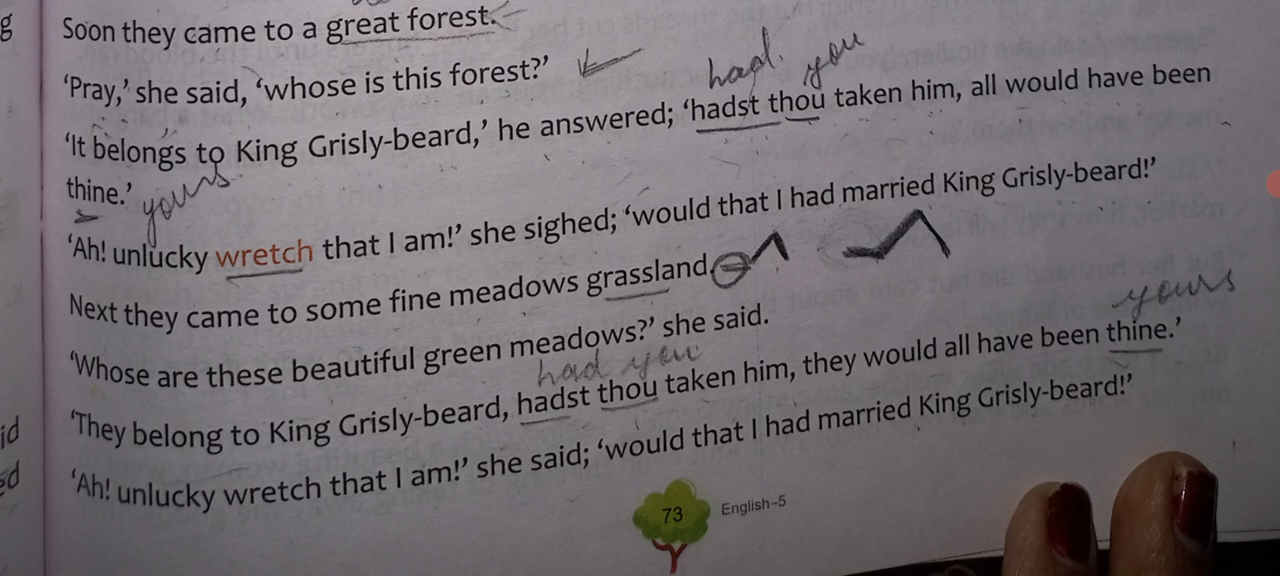 g
Soon they came to a great forest.
‘Pray,’ she said, ‘whose is this forest?’
had you
‘It belongs to King Grisly-beard,’ he answered; ‘hadst thou taken him, all would have been
thine.’ yours
‘Ah! unlucky wretch that I am!’ she sighed; ‘would that I had married King Grisly-beard!’
Next they came to some fine meadows grassland.
‘Whose are these beautiful green meadows?’ she said.
had you yours
‘They belong to King Grisly-beard, hadst thou taken him, they would all have been thine.’
id
‘Ah! unlucky wretch that I am!’ she said; ‘would that I had married King Grisly-beard!’
73 English–5